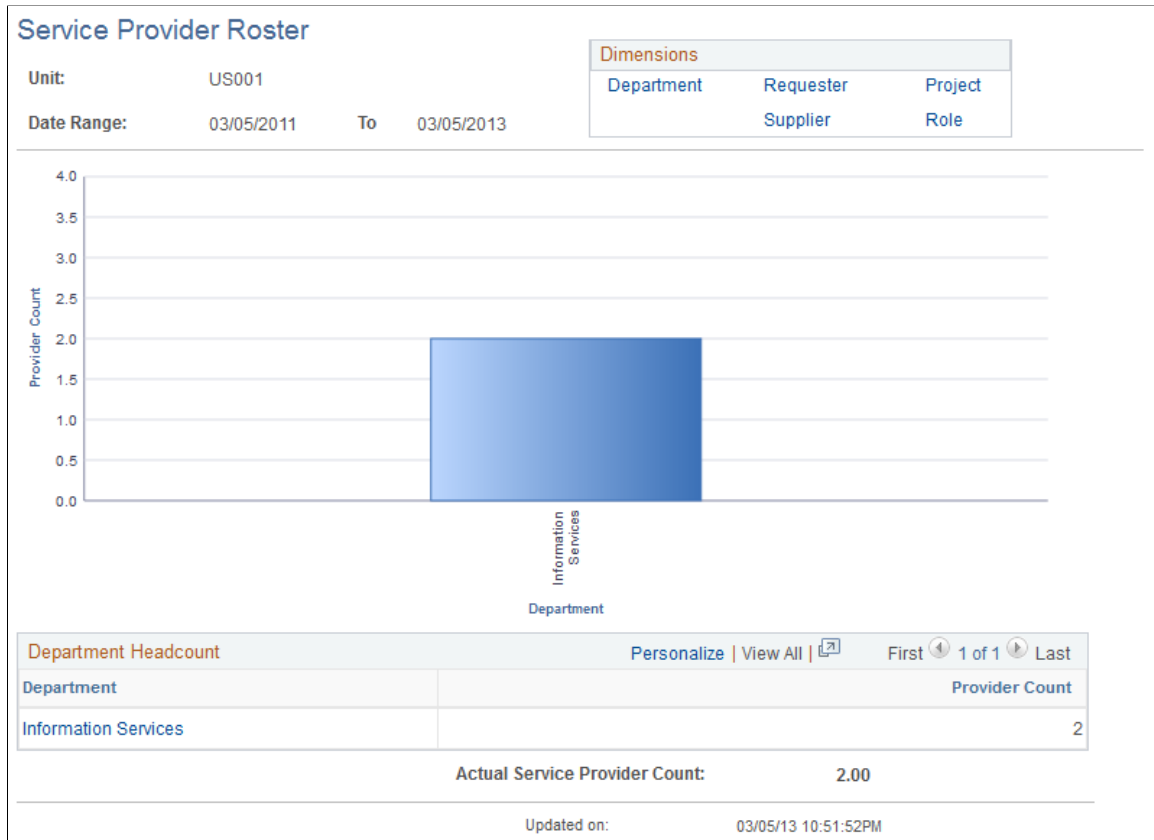 Service Provider Roster
Dimensions
Unit: US001
Department Requester Project
Date Range: 03/05/2011 To 03/05/2013
Supplier Role
4.0
3.5
3.0
2.5
2.0
1.5
1.0
0.5
0.0
Provider Count
Information
Services
Department
Department Headcount Personalize | View All | First 1 of 1 Last
Department Provider Count
Information Services 2
Actual Service Provider Count: 2.00
Updated on: 03/05/13 10:51:52PM